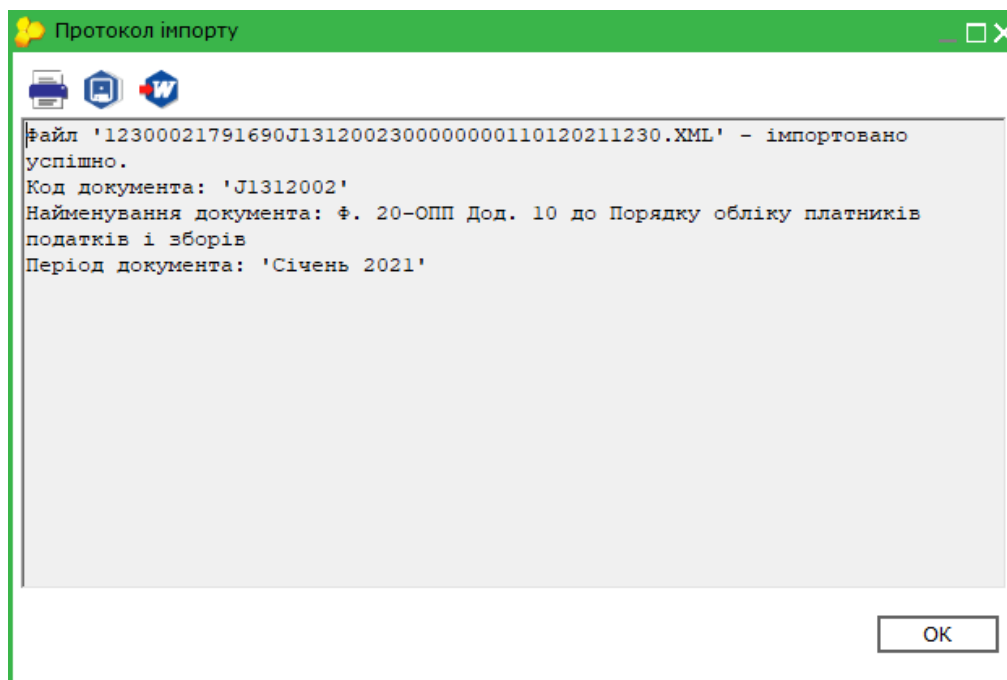 Протокол імпорту
W
Файл '12300021791690J1312002300000000110120211230.XML' - імпортовано
успішно.
Код документа: 'J1312002'
Найменування документа: Ф. 20-ОПП Дод. 10 до Порядку обліку платників
податків і зборів
Період документа: 'Січень 2021'
ОК